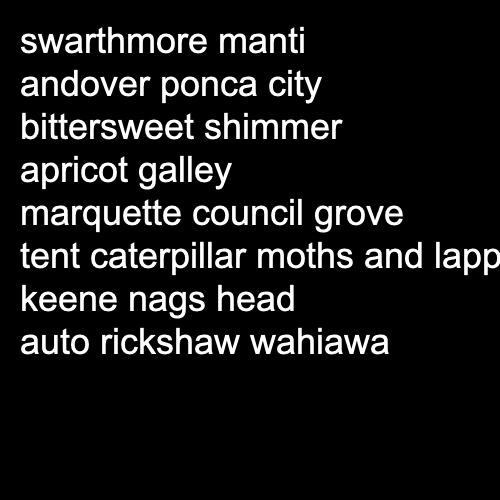 swarthmore manti
andover ponca city
bittersweet shimmer
apricot galley
marquette council grove
tent caterpillar moths and lapp
keene nags head
auto rickshaw wahiawa